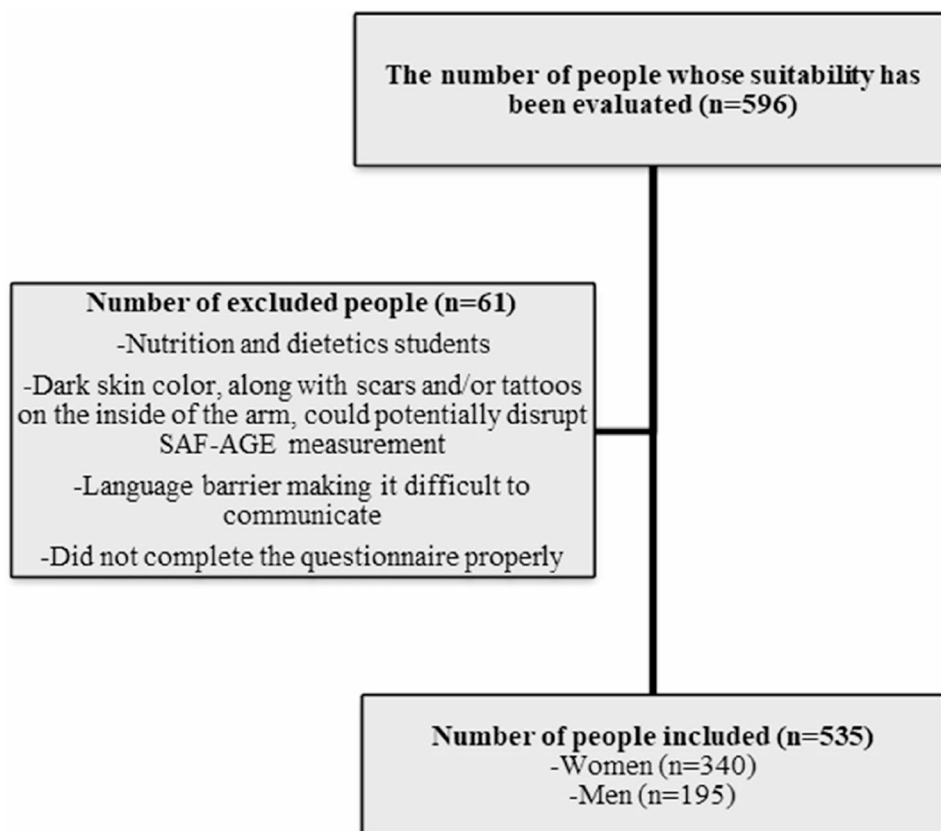 The number of people whose suitability has
been evaluated (n=596)
Number of excluded people (n=61)
-Nutrition and dietetics students
-Dark skin color, along with scars and/or tattoos
on the inside of the arm, could potentially disrupt
SAF-AGE measurement
-Language barrier making it difficult to
communicate
-Did not complete the questionnaire properly
Number of people included (n=535)
-Women (n=340)
-Men (n=195)